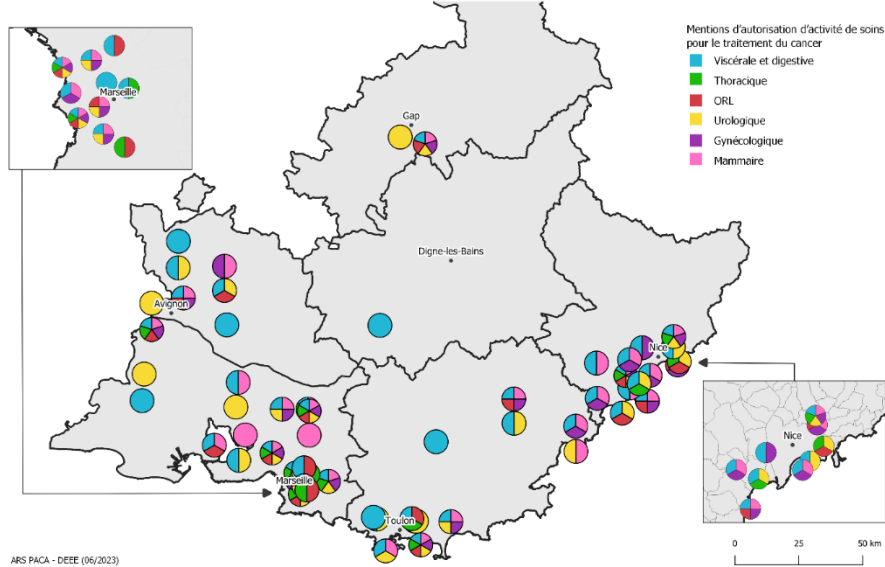 Mentions d'autorisation d'activité de soins
pour le traitement du cancer
Viscérale et digestive
Thoracique
ORL
Urologique
Gynécologique
Mammaire
Marseille
Gap
Digne-les-Bains
Avignon
Nice
Marseille
Toulon
Nice
0 25 50 km
ARS PACA - DEEE (06/2023)